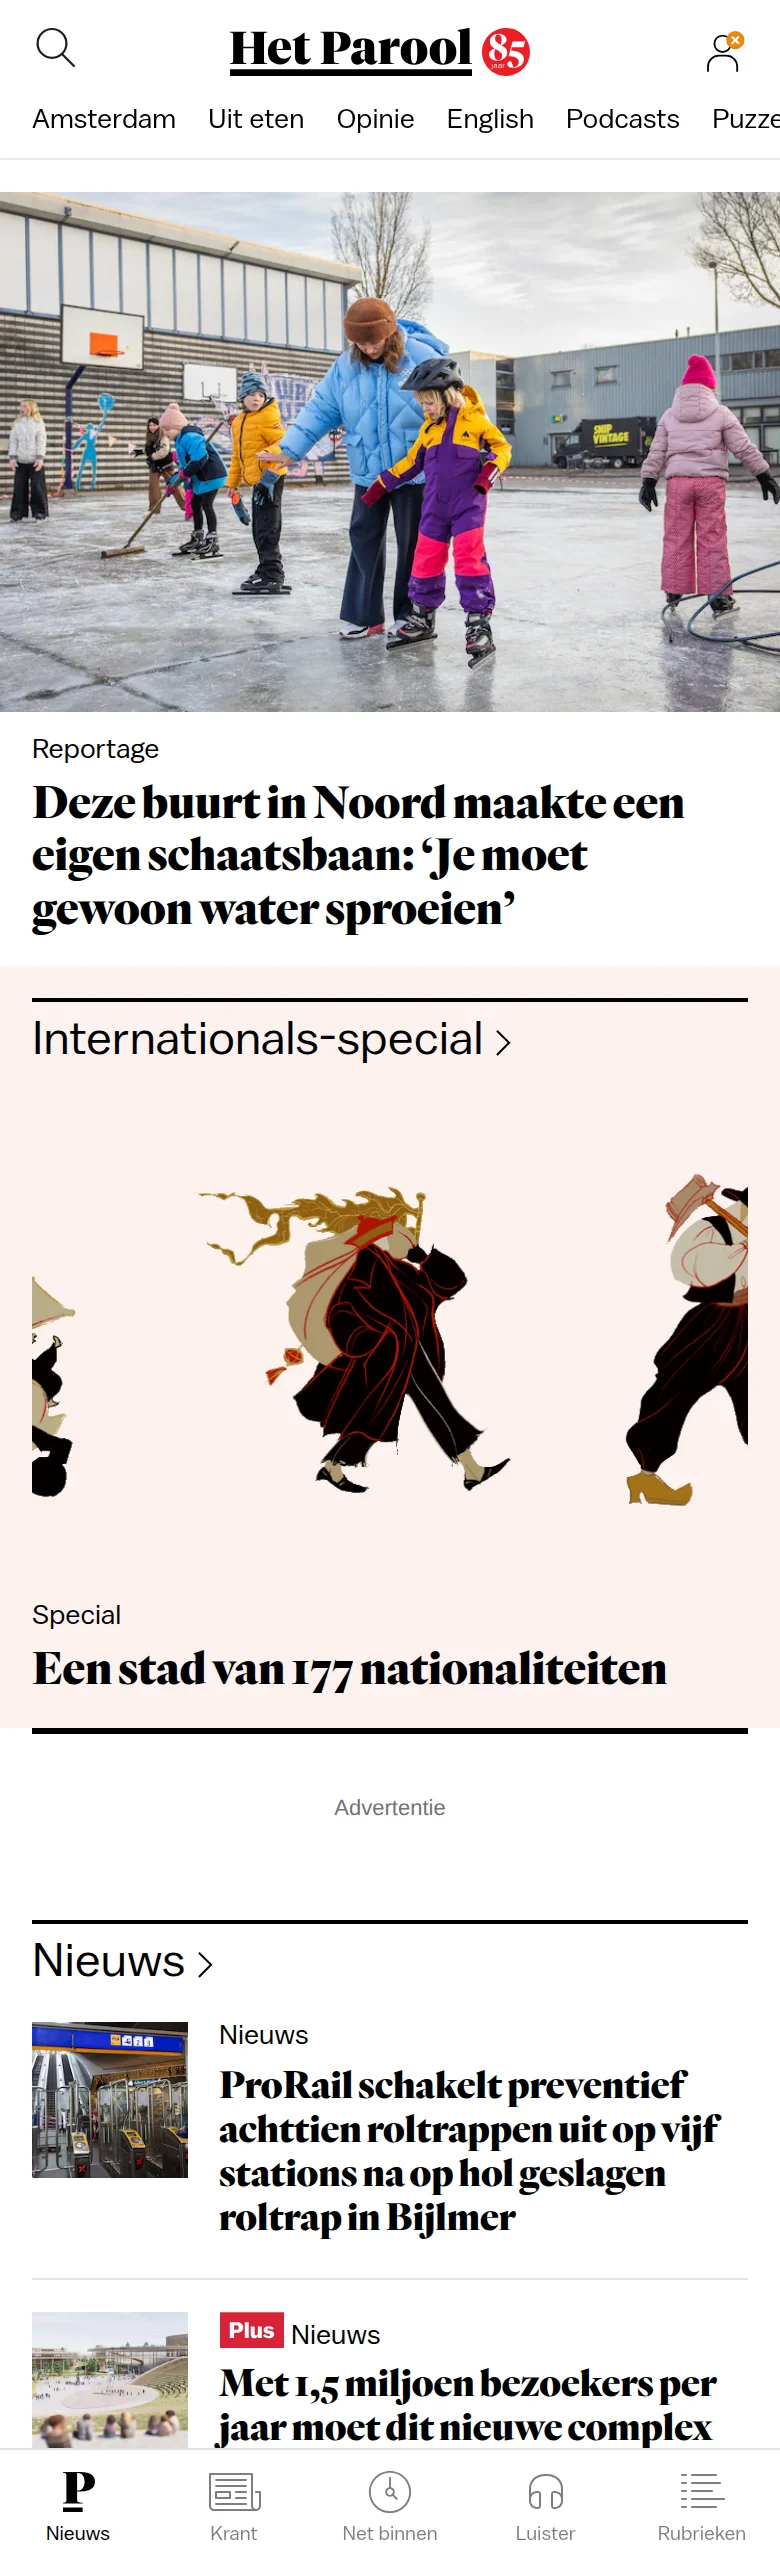 Het Parool
85
jaar
Amsterdam Uit eten Opinie English Podcasts Puzze
SNIP
VINTAGE
Reportage
Deze buurt in Noord maakte een
eigen schaatsbaan: ‘Je moet
gewoon water sproeien’
Internationals-special
Special
Een stad van 177 nationaliteiten
Advertentie
Nieuws
Nieuws
ProRail schakelt preventief
achttien roltrappen uit op vijf
stations na op hol geslagen
roltrap in Bijlmer
Plus Nieuws
Met 1,5 miljoen bezoekers per
jaar moet dit nieuwe complex
Nieuws Krant Net binnen Luister Rubrieken